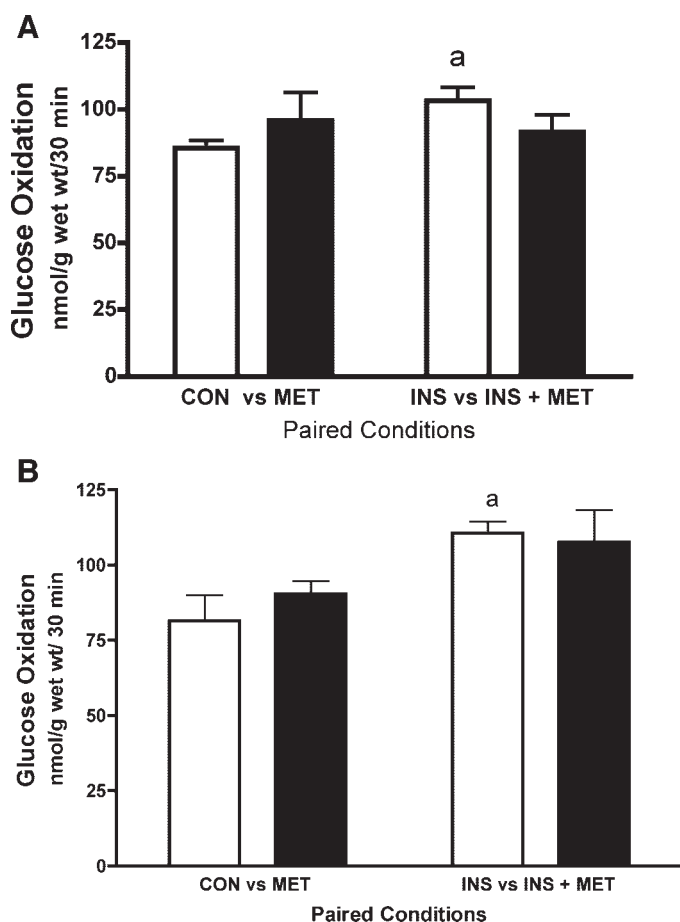 A
125
100
75
50
25
0
Glucose Oxidation
nmol/g wet wt/30 min
a
CON vs MET
INS vs INS + MET
Paired Conditions
B
125
100
75
50
25
0
Glucose Oxidation
nmol/g wet wt/ 30 min
a
CON vs MET
INS vs INS + MET
Paired Conditions